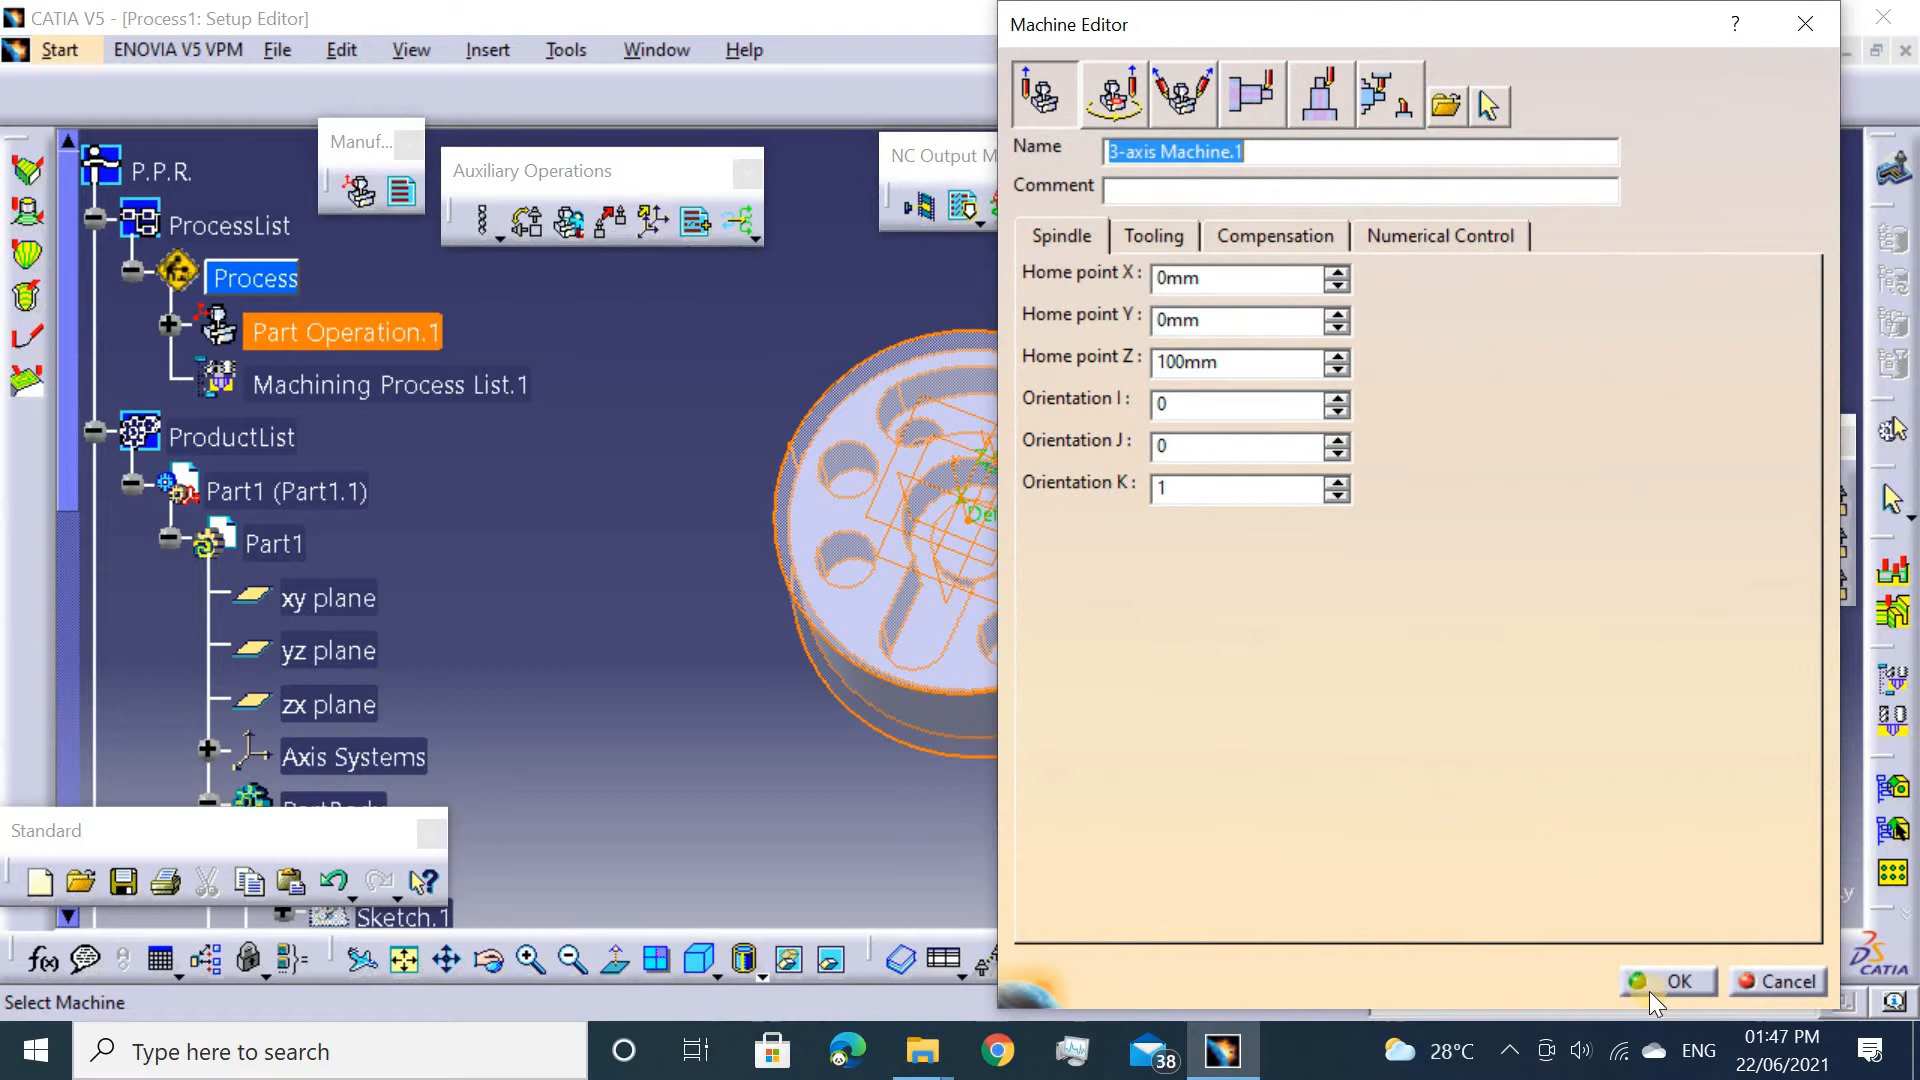 CATIA V5 - [Process1: Setup Editor]
Start ENOVIA V5 VPM File Edit View Insert Tools Window Help
Manuf...
Auxiliary Operations
NC Output M
P.P.R.
ProcessList
Process
Part Operation.1
Machining Process List.1
ProductList
Part1 (Part1.1)
Part1
xy plane
yz plane
zx plane
Axis Systems
PartBody
Sketch.1
Standard
Machine Editor
?
Name 3-axis Machine.1
Comment
Spindle Tooling Compensation Numerical Control
Home point X : 0mm
Home point Y : 0mm
Home point Z : 100mm
Orientation I : 0
Orientation J : 0
Orientation K : 1
OK Cancel
f(x)
CATIA
Select Machine
Type here to search
38
28°C
ENG
01:47 PM
22/06/2021